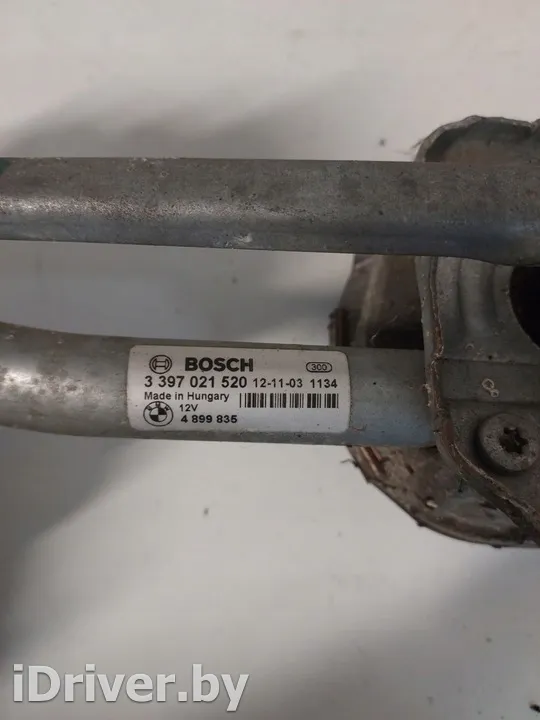 BOSCH 300
3 397 021 520 12-11-03 1134
Made in Hungary
12V
4 899 835
8
iDriver.by